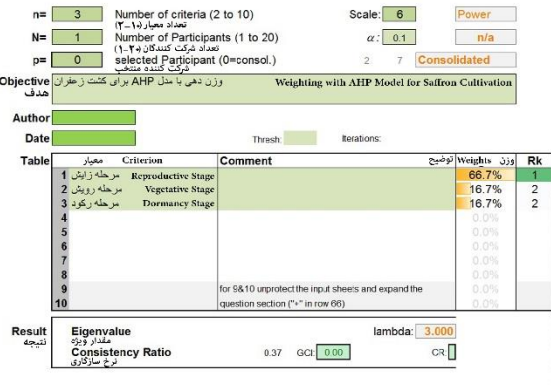 n= 3 Number of criteria (2 to 10) Scale: 6 Power
تعداد معیار (۱۰-۲)
N= 1 Number of Participants (1 to 20) α: 0.1 n/a
تعداد شرکت کنندگان (۲۰-۱)
p= 0 selected Participant (0=consol.) 2 7 Consolidated
شرکت کننده منتخب
Objective وزن دهی با مدل AHP برای کشت زعفران Weighting with AHP Model for Saffron Cultivation
هدف
Author
Date Thresh: Iterations:
Table معیار Criterion Comment توضیح Weights وزن Rk
1 مرحله زایش Reproductive Stage 66.7% 1
2 مرحله رویش Vegetative Stage 16.7% 2
3 مرحله رکود Dormancy Stage 16.7% 2
4 0.0%
5 0.0%
6 0.0%
7 0.0%
8 0.0%
9 for 9&10 unprotect the input sheets and expand the 0.0%
10 question section ("+" in row 66) 0.0%
Result Eigenvalue lambda: 3.000
نتیجه مقدار ویژه
Consistency Ratio 0.37 GCI: 0.00 CR:
نرخ سازگاری